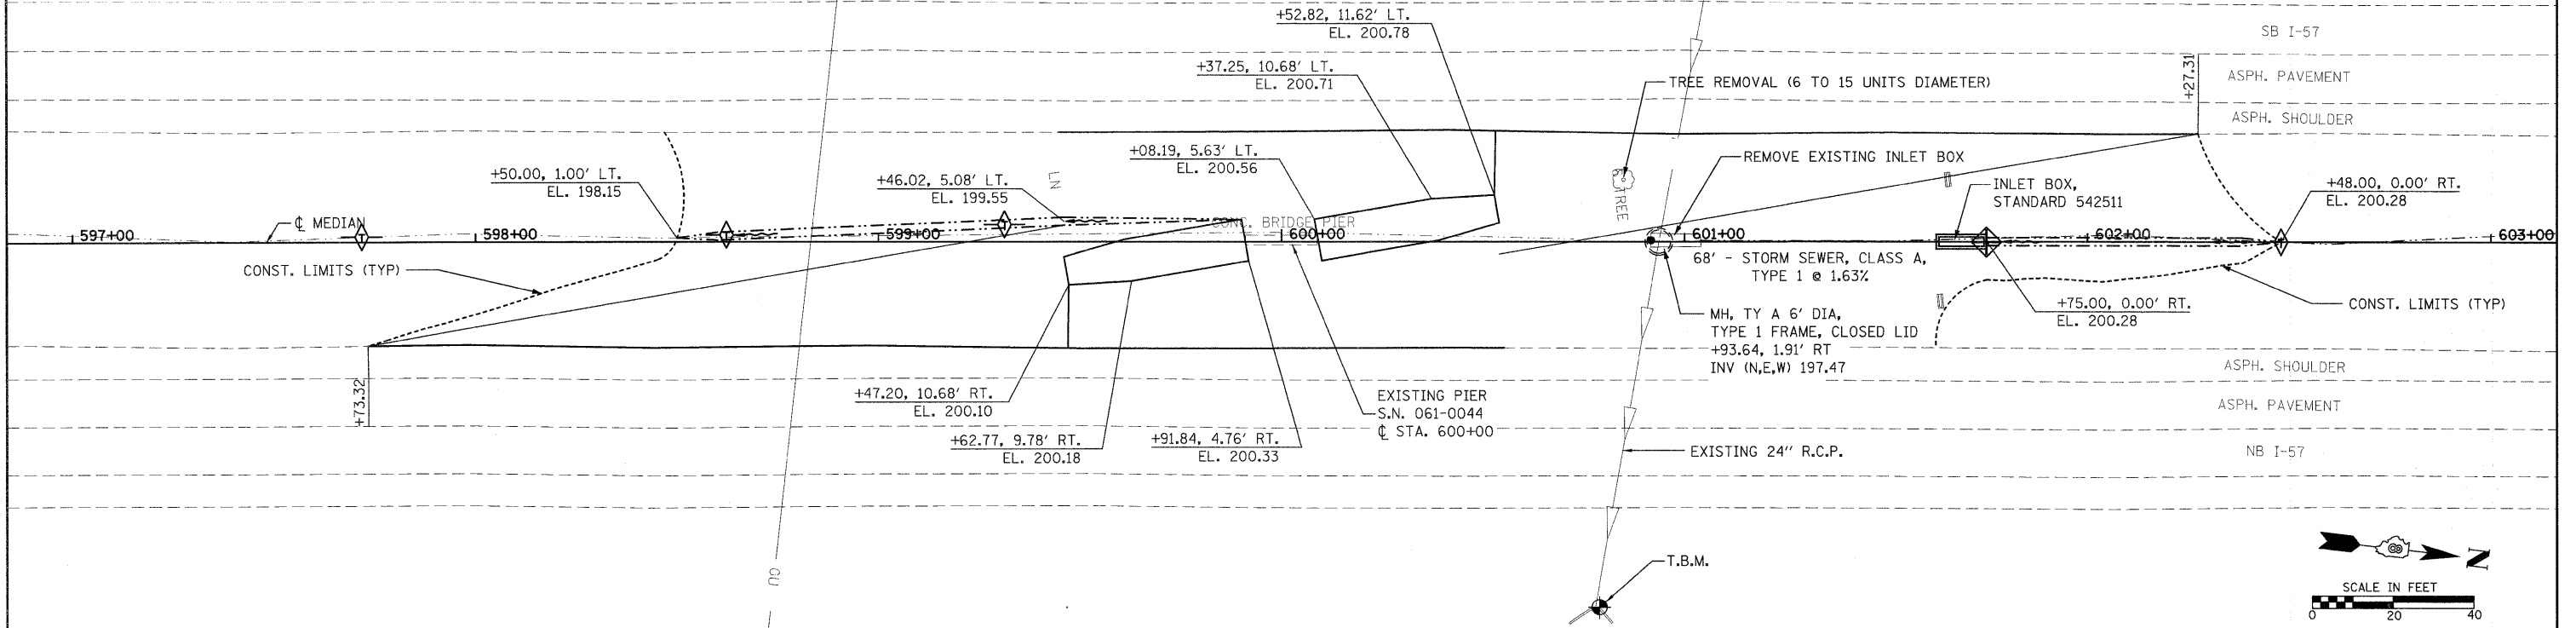 +52.82, 11.62' LT.
EL. 200.78
SB I-57
+37.25, 10.68' LT.
EL. 200.71
TREE REMOVAL (6 TO 15 UNITS DIAMETER)
+27.31
ASPH. PAVEMENT
ASPH. SHOULDER
+08.19, 5.63' LT.
EL. 200.56
REMOVE EXISTING INLET BOX
+50.00, 1.00' LT.
EL. 198.15
+46.02, 5.08' LT.
EL. 199.55
LN
TREE
INLET BOX,
STANDARD 542511
+48.00, 0.00' RT.
EL. 200.28
℄ MEDIAN
CONC. BRIDGE PIER
597+00
598+00
599+00
600+00
601+00
602+00
603+00
CONST. LIMITS (TYP)
68' - STORM SEWER, CLASS A,
TYPE 1 @ 1.63%
+75.00, 0.00' RT.
EL. 200.28
CONST. LIMITS (TYP)
MH, TY A 6' DIA,
TYPE 1 FRAME, CLOSED LID
+93.64, 1.91' RT
INV (N,E,W) 197.47
ASPH. SHOULDER
+73.32
+47.20, 10.68' RT.
EL. 200.10
EXISTING PIER
S.N. 061-0044
℄ STA. 600+00
ASPH. PAVEMENT
+62.77, 9.78' RT.
EL. 200.18
+91.84, 4.76' RT.
EL. 200.33
EXISTING 24" R.C.P.
NB I-57
GU
T.B.M.
N
SCALE IN FEET
0 20 40